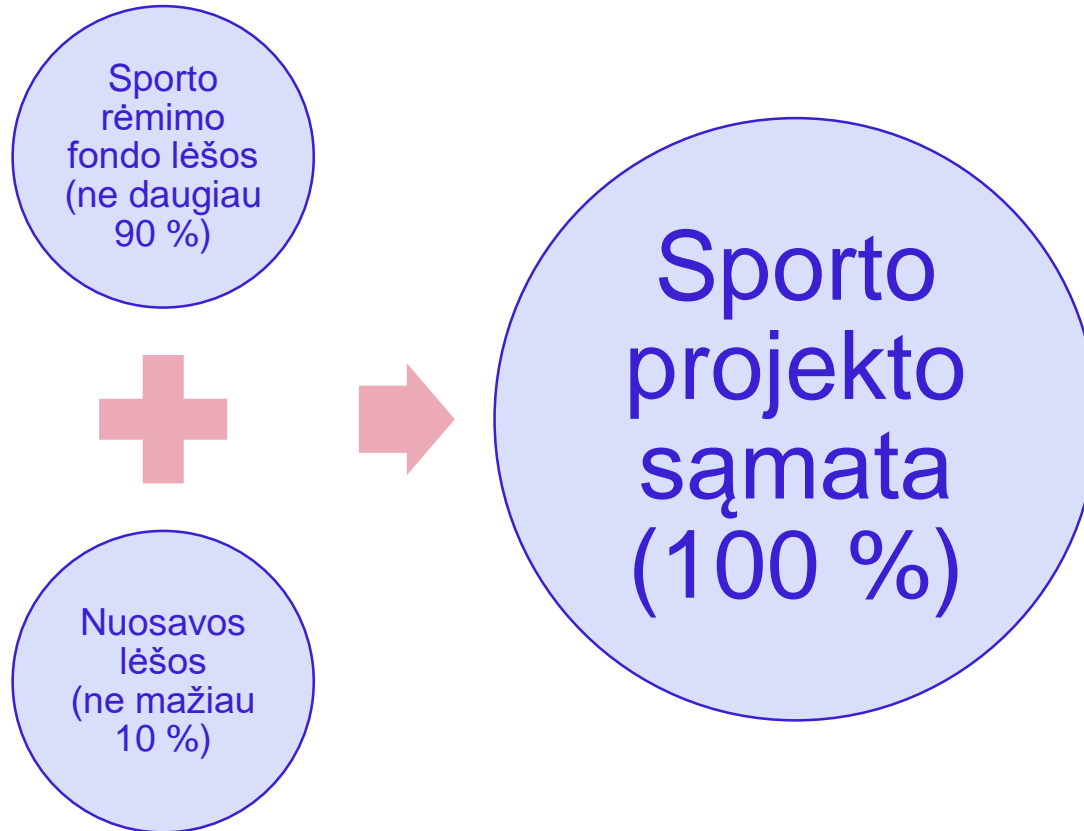 Sporto
rėmimo
fondo lėšos
(ne daugiau
90 %)
Nuosavos
lėšos
(ne mažiau
10 %)
Sporto
projekto
sąmata
(100 %)